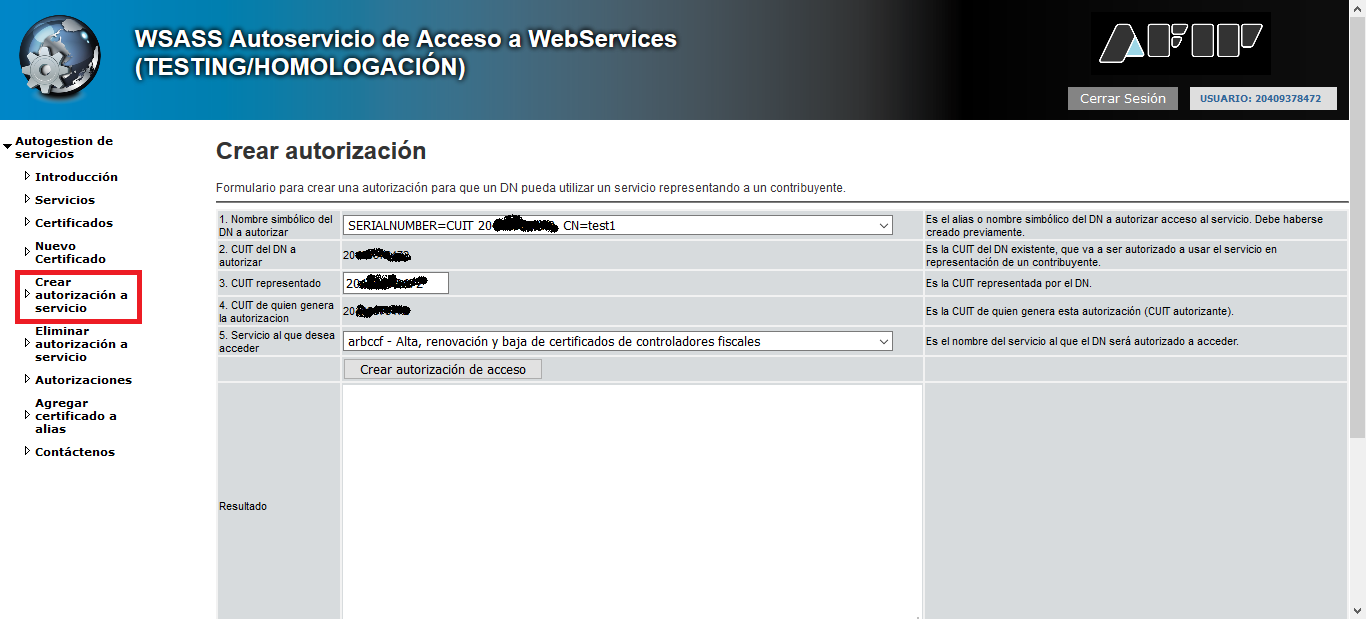 WSASS Autoservicio de Acceso a WebServices
(TESTING/HOMOLOGACIÓN)
AFIP
Cerrar Sesión
USUARIO: 20409378472
Autogestion de
servicios
Introducción
Servicios
Certificados
Nuevo
Certificado
Crear
autorización a
servicio
Eliminar
autorización a
servicio
Autorizaciones
Agregar
certificado a
alias
Contáctenos
Crear autorización
Formulario para crear una autorización para que un DN pueda utilizar un servicio representando a un contribuyente.
1. Nombre simbólico del
DN a autorizar
SERIALNUMBER=CUIT 20 CN=test1
Es el alias o nombre simbólico del DN a autorizar acceso al servicio. Debe haberse
creado previamente.
2. CUIT del DN a
autorizar
20
Es la CUIT del DN existente, que va a ser autorizado a usar el servicio en
representación de un contribuyente.
3. CUIT representado
20
Es la CUIT representada por el DN.
4. CUIT de quien genera
la autorizacion
20
Es la CUIT de quien genera esta autorización (CUIT autorizante).
5. Servicio al que desea
acceder
arbccf - Alta, renovación y baja de certificados de controladores fiscales
Es el nombre del servicio al que el DN será autorizado a acceder.
Crear autorización de acceso
Resultado